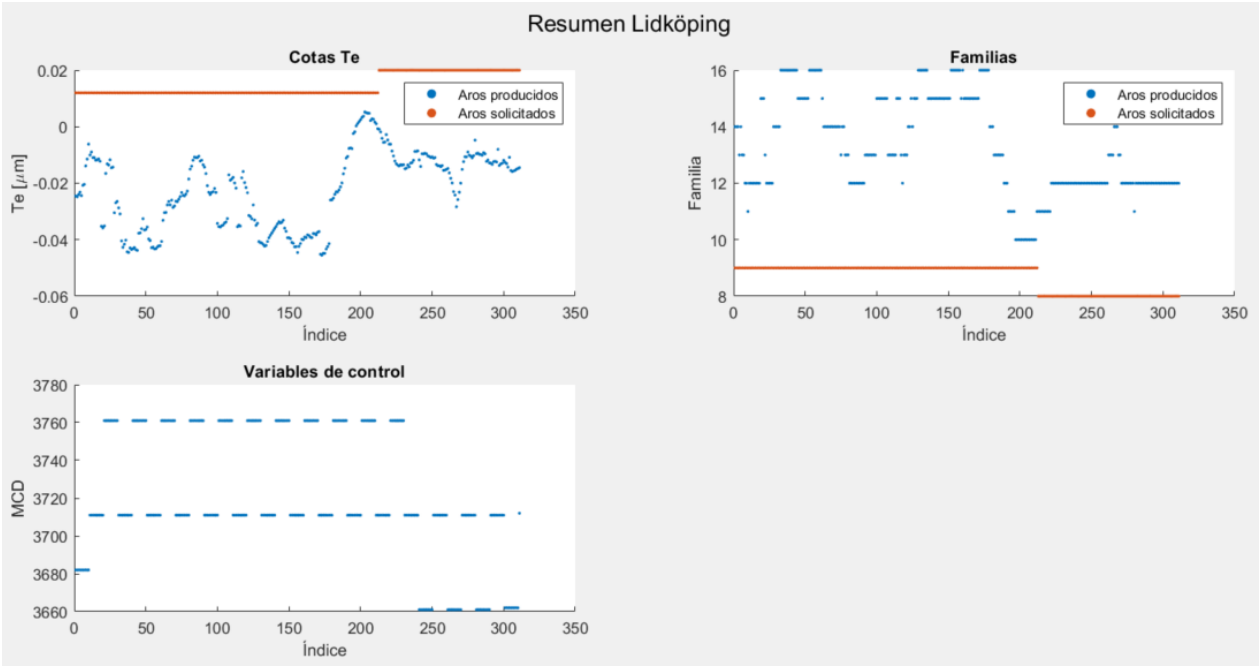 Resumen Lidköping
Cotas Te
0.02
0
-0.02
-0.04
-0.06
Te [μm]
0 50 100 150 200 250 300 350
Índice
Aros producidos
Aros solicitados
Familias
16
14
12
10
8
Familia
0 50 100 150 200 250 300 350
Índice
Aros producidos
Aros solicitados
Variables de control
3780
3760
3740
3720
3700
3680
3660
MCD
0 50 100 150 200 250 300 350
Índice